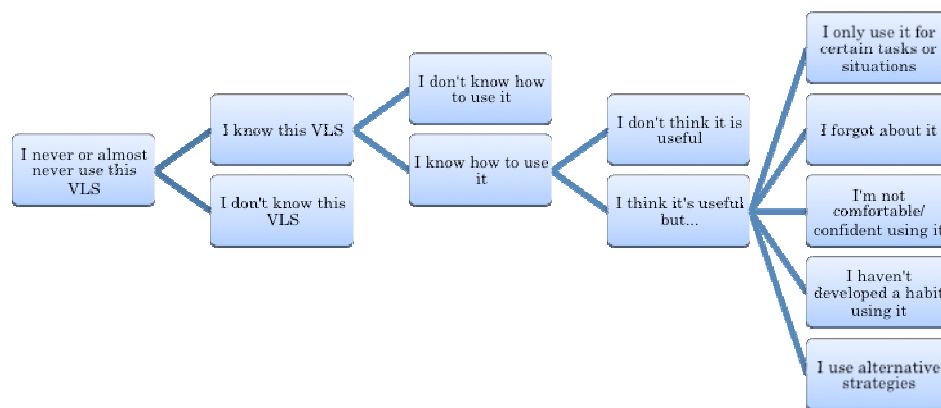 I never or almost
never use this
VLS
I know this VLS
I don't know this
VLS
I don't know how
to use it
I know how to use
it
I don't think it is
useful
I think it's useful
but...
I only use it for
certain tasks or
situations
I forgot about it
I'm not
comfortable/
confident using it
I haven't
developed a habit
using it
I use alternative
strategies